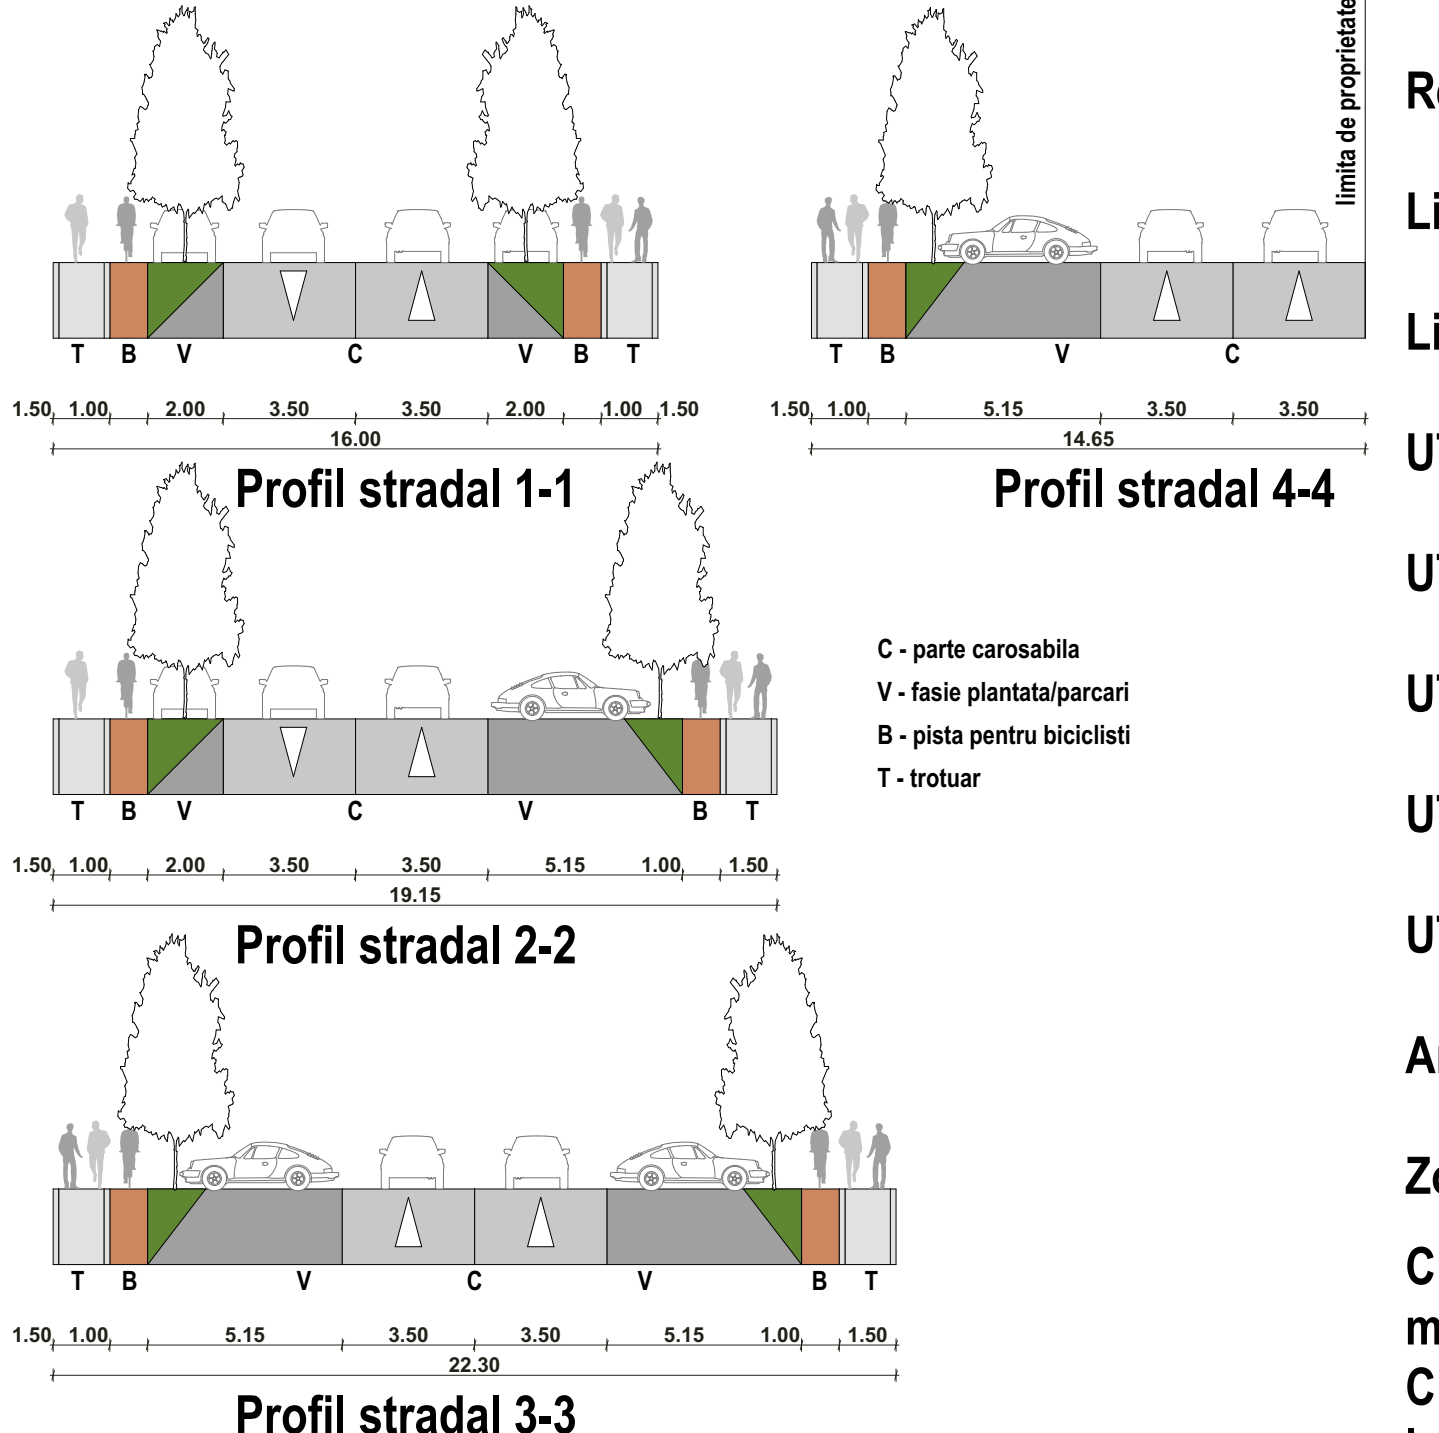 limita de proprietate
T B V C V B T
1.50 1.00 2.00 3.50 3.50 2.00 1.00 1.50
16.00
Profil stradal 1-1
T B V C
1.50 1.00 5.15 3.50 3.50
14.65
Profil stradal 4-4
T B V C V B T
1.50 1.00 2.00 3.50 3.50 5.15 1.00 1.50
19.15
Profil stradal 2-2
C - parte carosabila
V - fasie plantata/parcari
B - pista pentru biciclisti
T - trotuar
T B V C V B T
1.50 1.00 5.15 3.50 3.50 5.15 1.00 1.50
22.30
Profil stradal 3-3
Li
Li
Zo
C
m
C